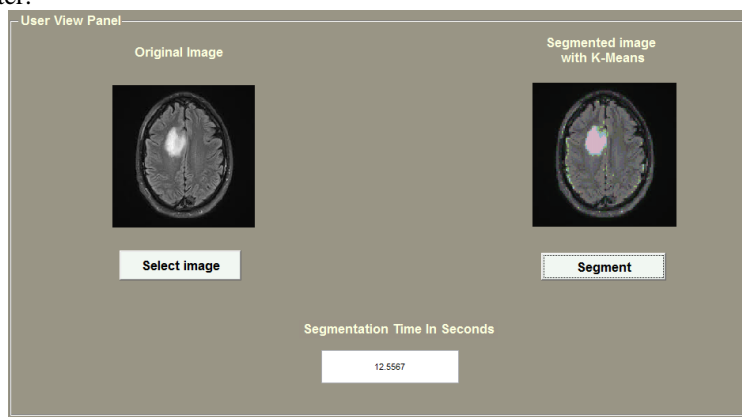 User View Panel
Original Image
Segmented image
with K-Means
Select image
Segment
Segmentation Time In Seconds
12.5567